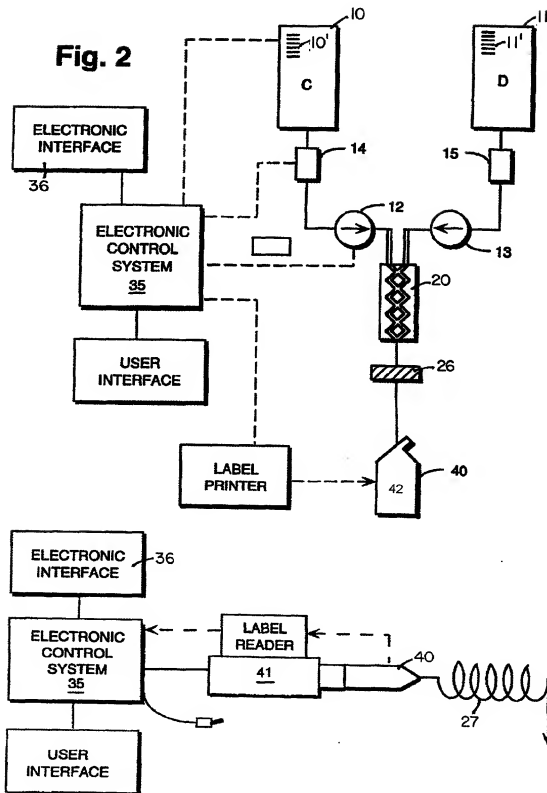 Fig. 2
10
10'
C
11
11'
D
ELECTRONIC
INTERFACE
36
14
15
12
13
ELECTRONIC
CONTROL
SYSTEM
35
20
USER
INTERFACE
26
LABEL
PRINTER
40
42
ELECTRONIC
INTERFACE
36
ELECTRONIC
CONTROL
SYSTEM
35
LABEL
READER
41
40
27
USER
INTERFACE